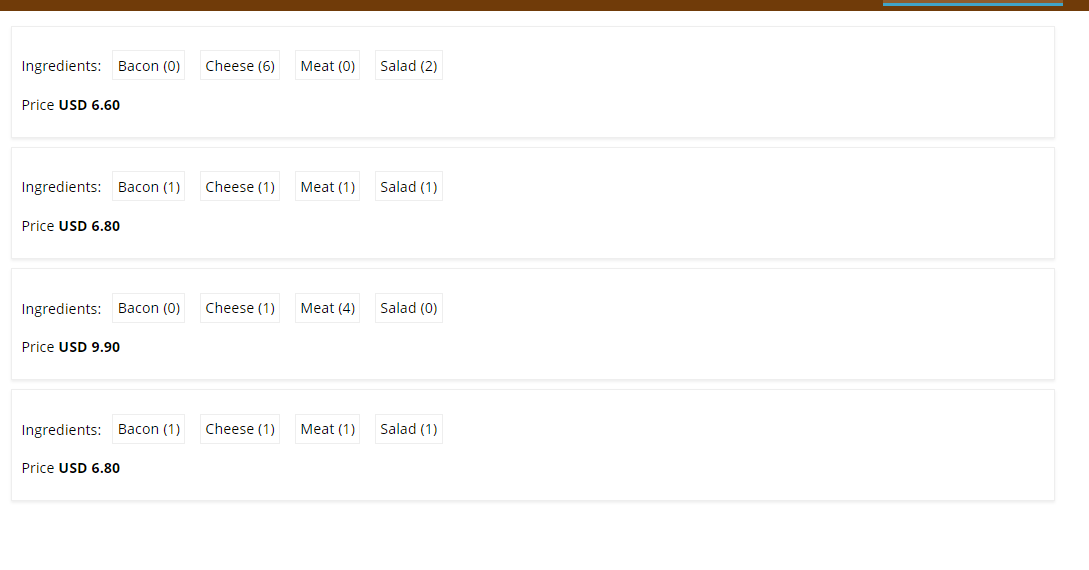 Ingredients: Bacon (0) Cheese (6) Meat (0) Salad (2)
Price USD 6.60
Ingredients: Bacon (1) Cheese (1) Meat (1) Salad (1)
Price USD 6.80
Ingredients: Bacon (0) Cheese (1) Meat (4) Salad (0)
Price USD 9.90
Ingredients: Bacon (1) Cheese (1) Meat (1) Salad (1)
Price USD 6.80